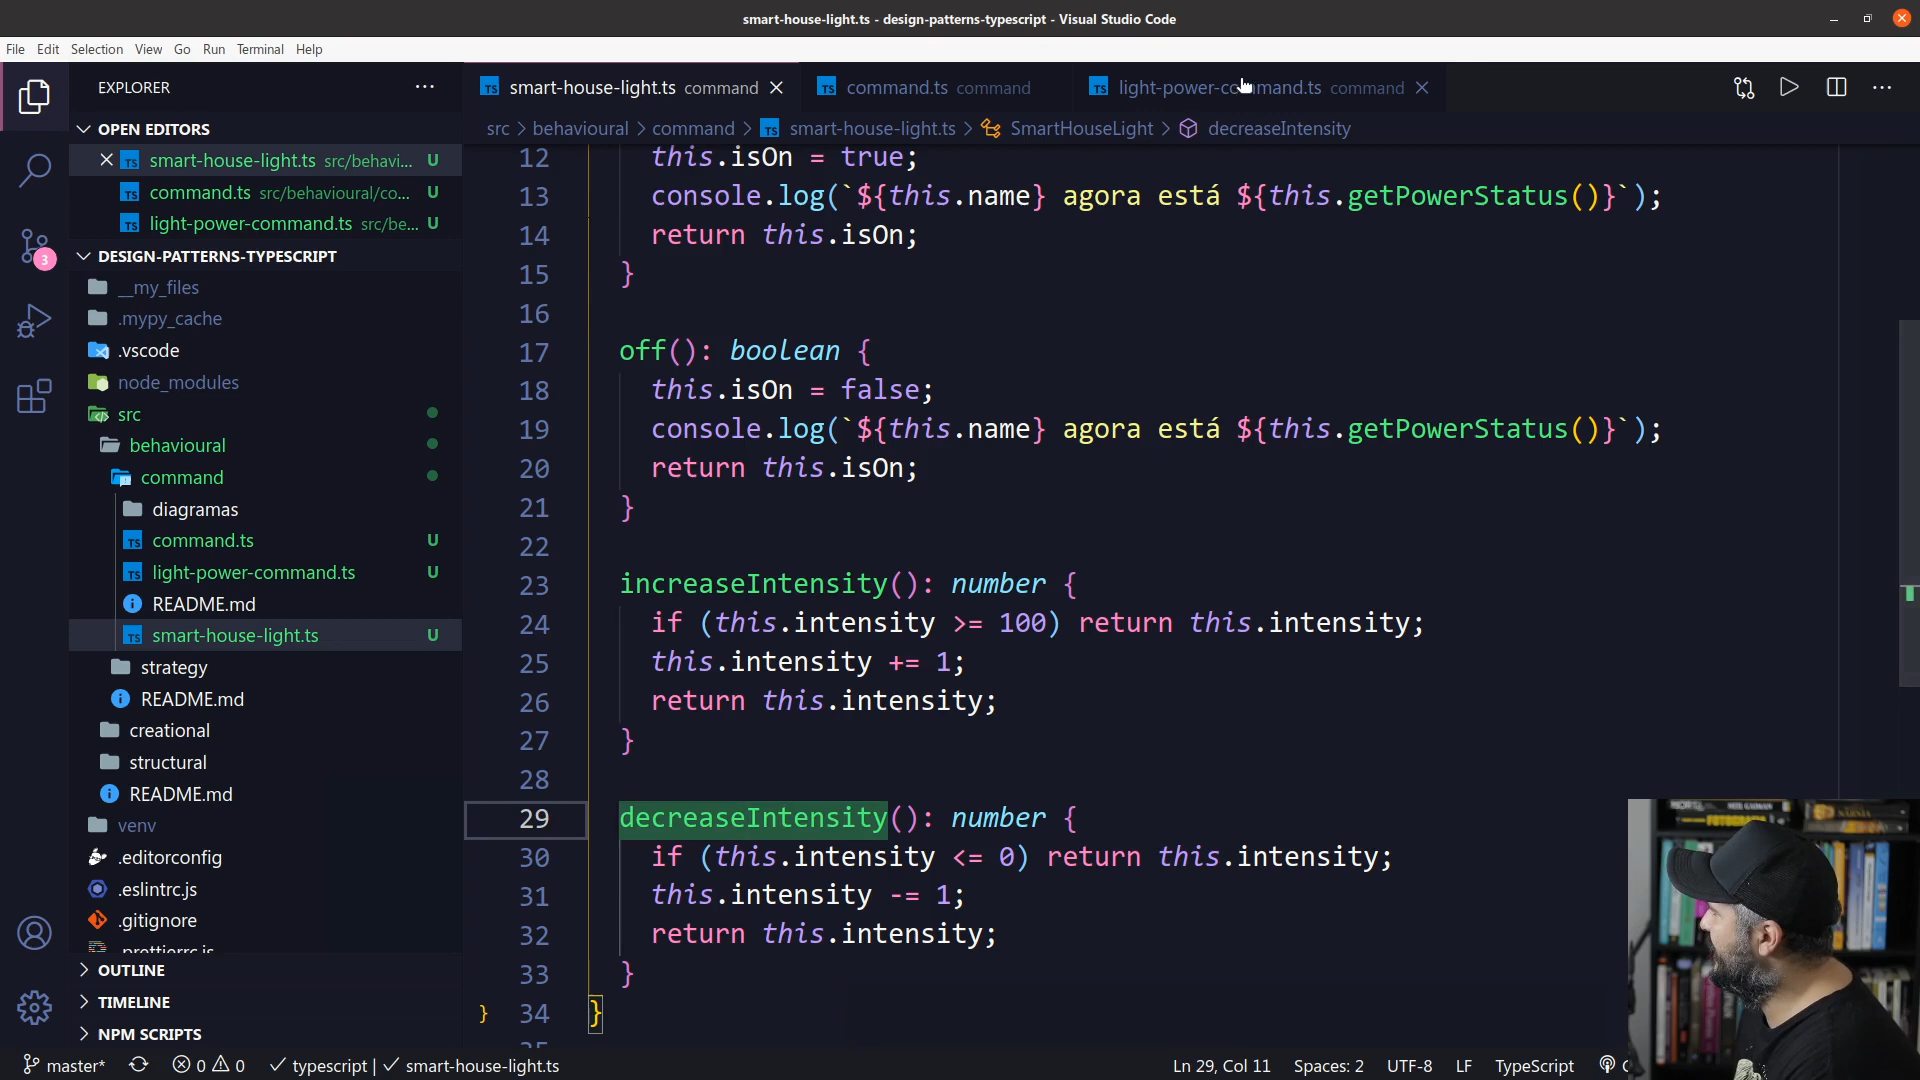 smart-house-light.ts - design-patterns-typescript - Visual Studio Code
File Edit Selection View Go Run Terminal Help
EXPLORER
OPEN EDITORS
smart-house-light.ts src/behavi... U
command.ts src/behavioural/co... U
light-power-command.ts src/be... U
DESIGN-PATTERNS-TYPESCRIPT
__my_files
.mypy_cache
.vscode
node_modules
src
behavioural
command
diagramas
command.ts U
light-power-command.ts U
README.md
smart-house-light.ts U
strategy
README.md
creational
structural
README.md
venv
.editorconfig
.eslintrc.js
.gitignore
.prettierrc.js
OUTLINE
TIMELINE
NPM SCRIPTS
3
smart-house-light.ts command
command.ts command
light-power-command.ts command
src > behavioural > command > TS smart-house-light.ts > SmartHouseLight > decreaseIntensity
12 this.isOn = true;
13 console.log(`${this.name} agora está ${this.getPowerStatus()}`);
14 return this.isOn;
15 }
16
17 off(): boolean {
18 this.isOn = false;
19 console.log(`${this.name} agora está ${this.getPowerStatus()}`);
20 return this.isOn;
21 }
22
23 increaseIntensity(): number {
24 if (this.intensity >= 100) return this.intensity;
25 this.intensity += 1;
26 return this.intensity;
27 }
28
29 decreaseIntensity(): number {
30 if (this.intensity <= 0) return this.intensity;
31 this.intensity -= 1;
32 return this.intensity;
33 }
} 34 }
master* 0 0 typescript | smart-house-light.ts
Ln 29, Col 11 Spaces: 2 UTF-8 LF TypeScript